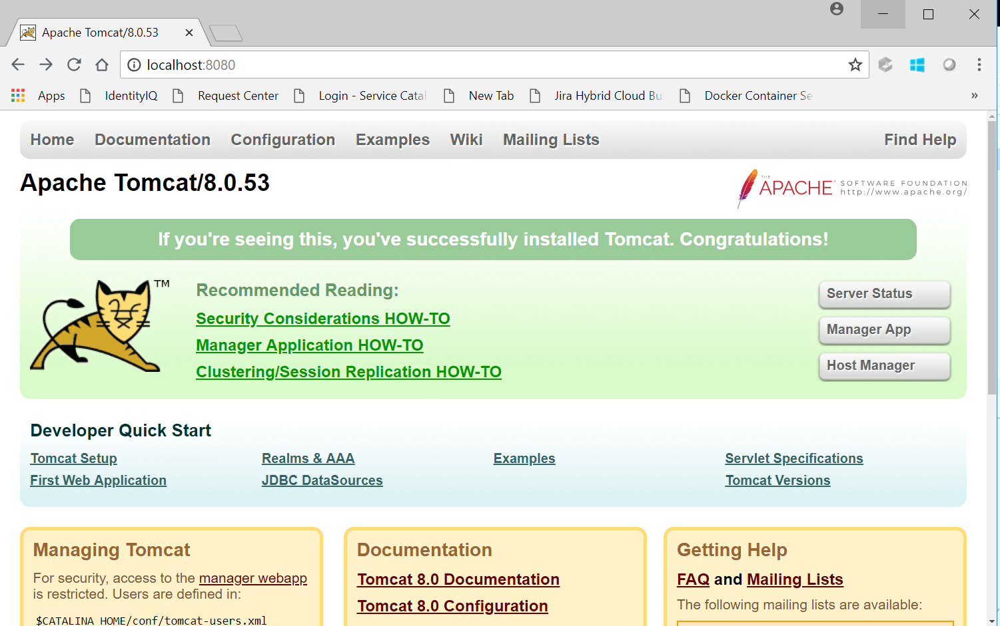 Apache Tomcat/8.0.53
localhost:8080
Apps IdentityIQ Request Center Login - Service Catal New Tab Jira Hybrid Cloud Bu Docker Container Se »
Home Documentation Configuration Examples Wiki Mailing Lists Find Help
Apache Tomcat/8.0.53
THE APACHE SOFTWARE FOUNDATION
http://www.apache.org/
If you're seeing this, you've successfully installed Tomcat. Congratulations!
TM
Recommended Reading:
Security Considerations HOW-TO
Manager Application HOW-TO
Clustering/Session Replication HOW-TO
Server Status
Manager App
Host Manager
Developer Quick Start
Tomcat Setup Realms & AAA Examples Servlet Specifications
First Web Application JDBC DataSources Tomcat Versions
Managing Tomcat
For security, access to the manager webapp
is restricted. Users are defined in:
$CATALINA_HOME/conf/tomcat-users.xml
Documentation
Tomcat 8.0 Documentation
Tomcat 8.0 Configuration
Getting Help
FAQ and Mailing Lists
The following mailing lists are available: